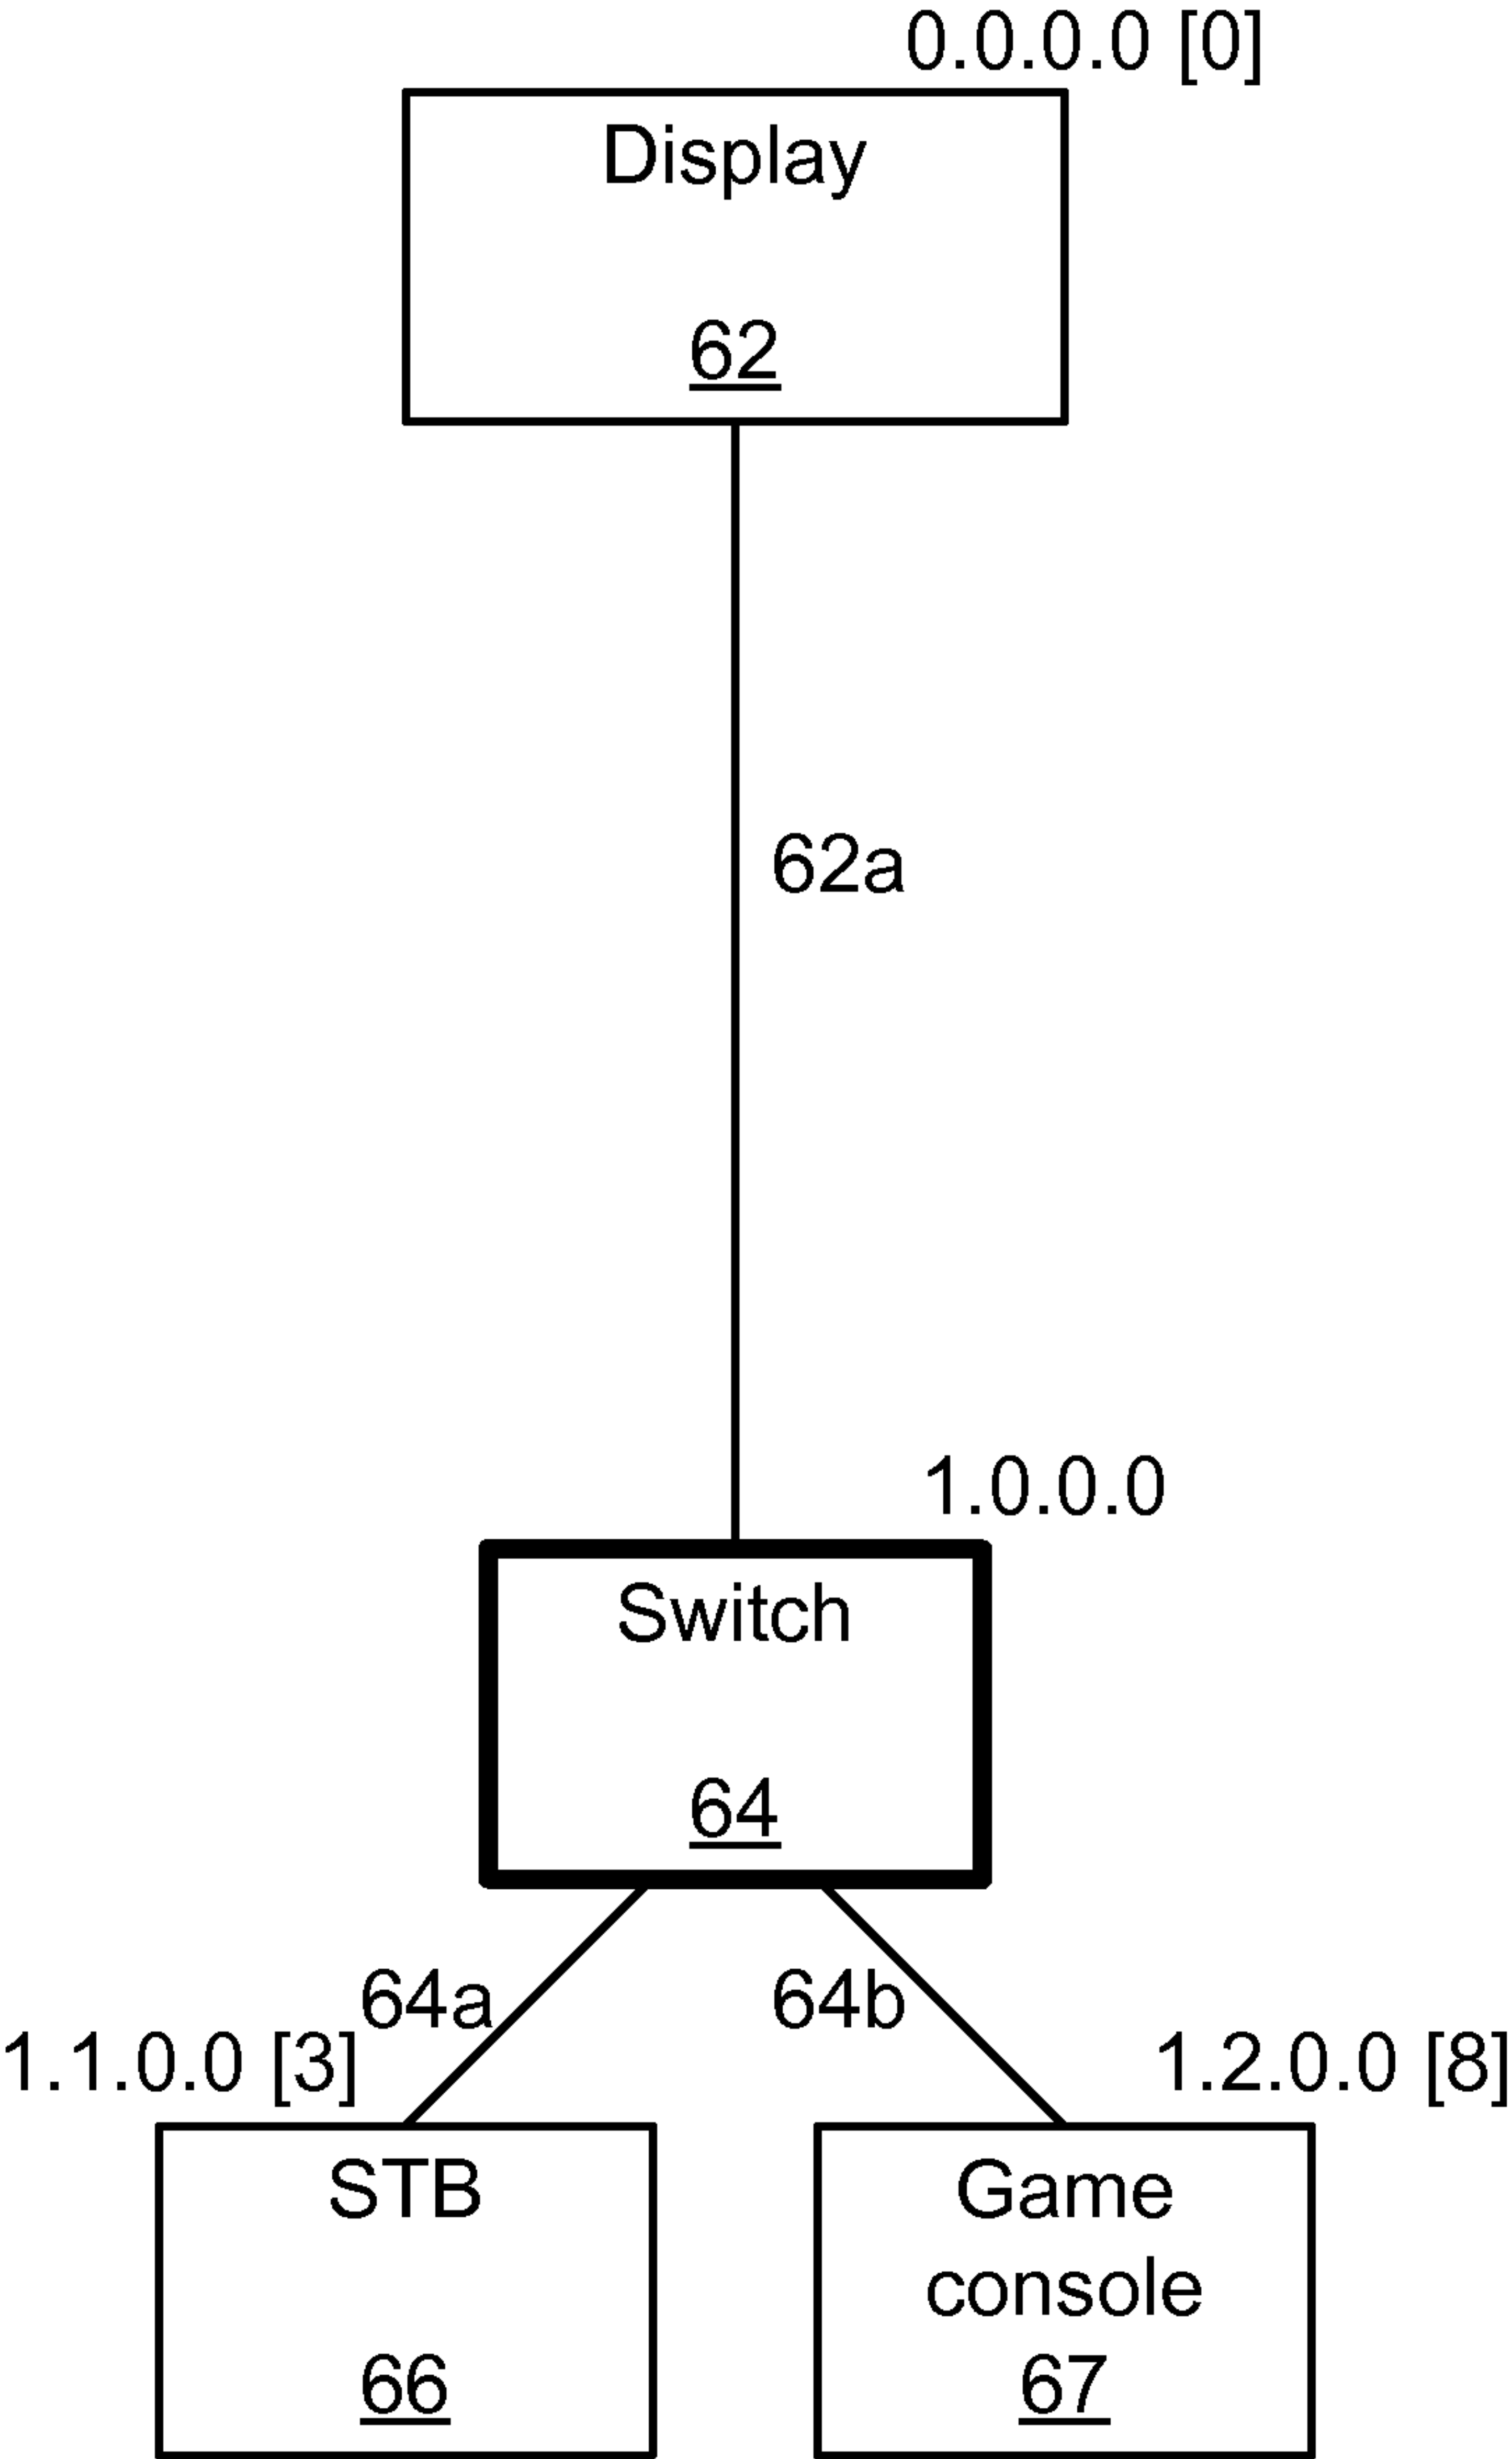 0.0.0.0 [0]
Display
62
62a
1.0.0.0
Switch
64
64a
64b
1.1.0.0 [3]
1.2.0.0 [8]
STB
Game
console
66
67